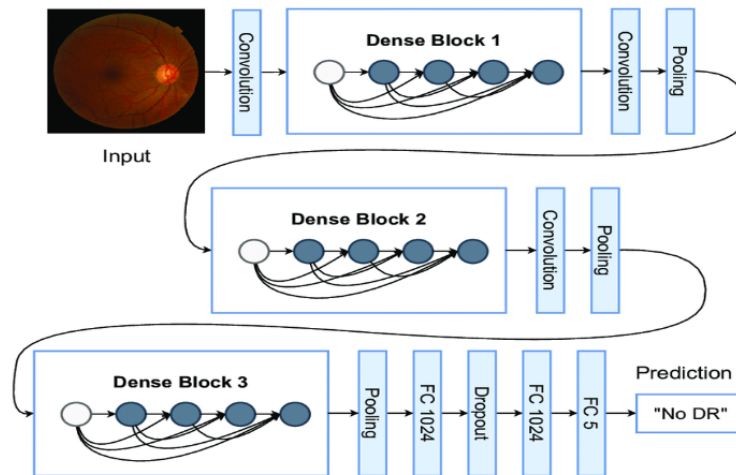 Convolution
Dense Block 1
Convolution
Pooling
Input
Dense Block 2
Convolution
Pooling
Dense Block 3
Pooling
FC 1024
Dropout
FC 1024
FC 5
Prediction
"No DR"